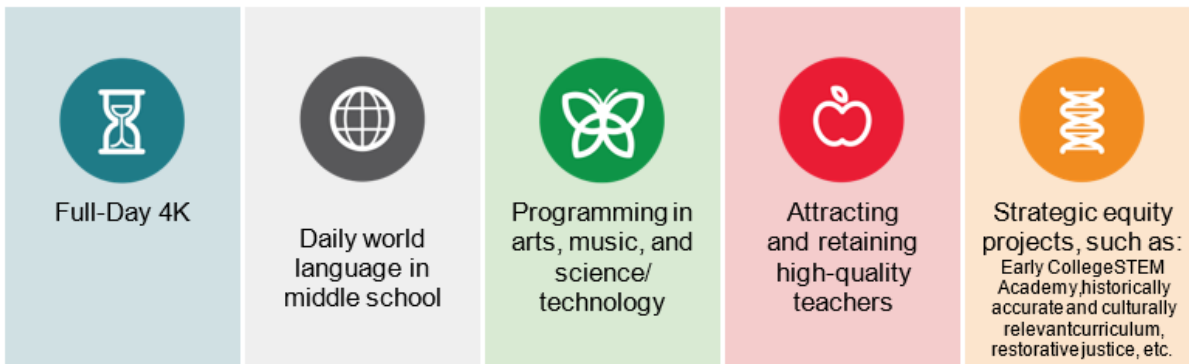 Full-Day 4K
Daily world
language in
middle school
Programming in
arts, music, and
science/
technology
Attracting
and retaining
high-quality
teachers
Strategic equity
projects, such as:
Early CollegeSTEM
Academy,historically
accurate and culturally
relevantcurriculum,
restorative justice, etc.